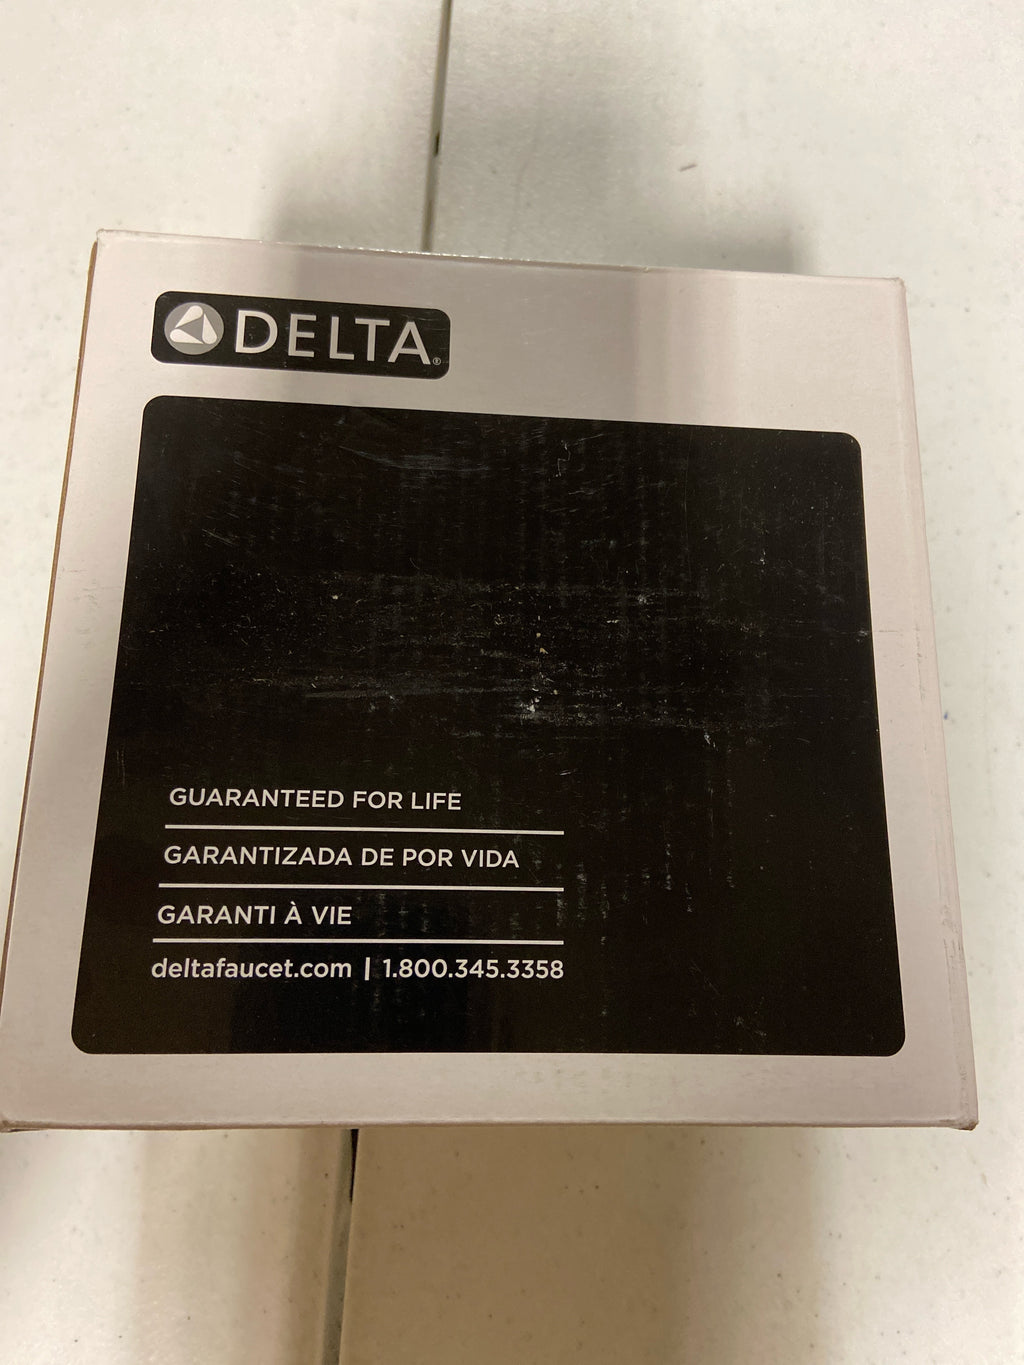 DELTA®
GUARANTEED FOR LIFE
GARANTIZADA DE POR VIDA
GARANTI À VIE
deltafaucet.com | 1.800.345.3358